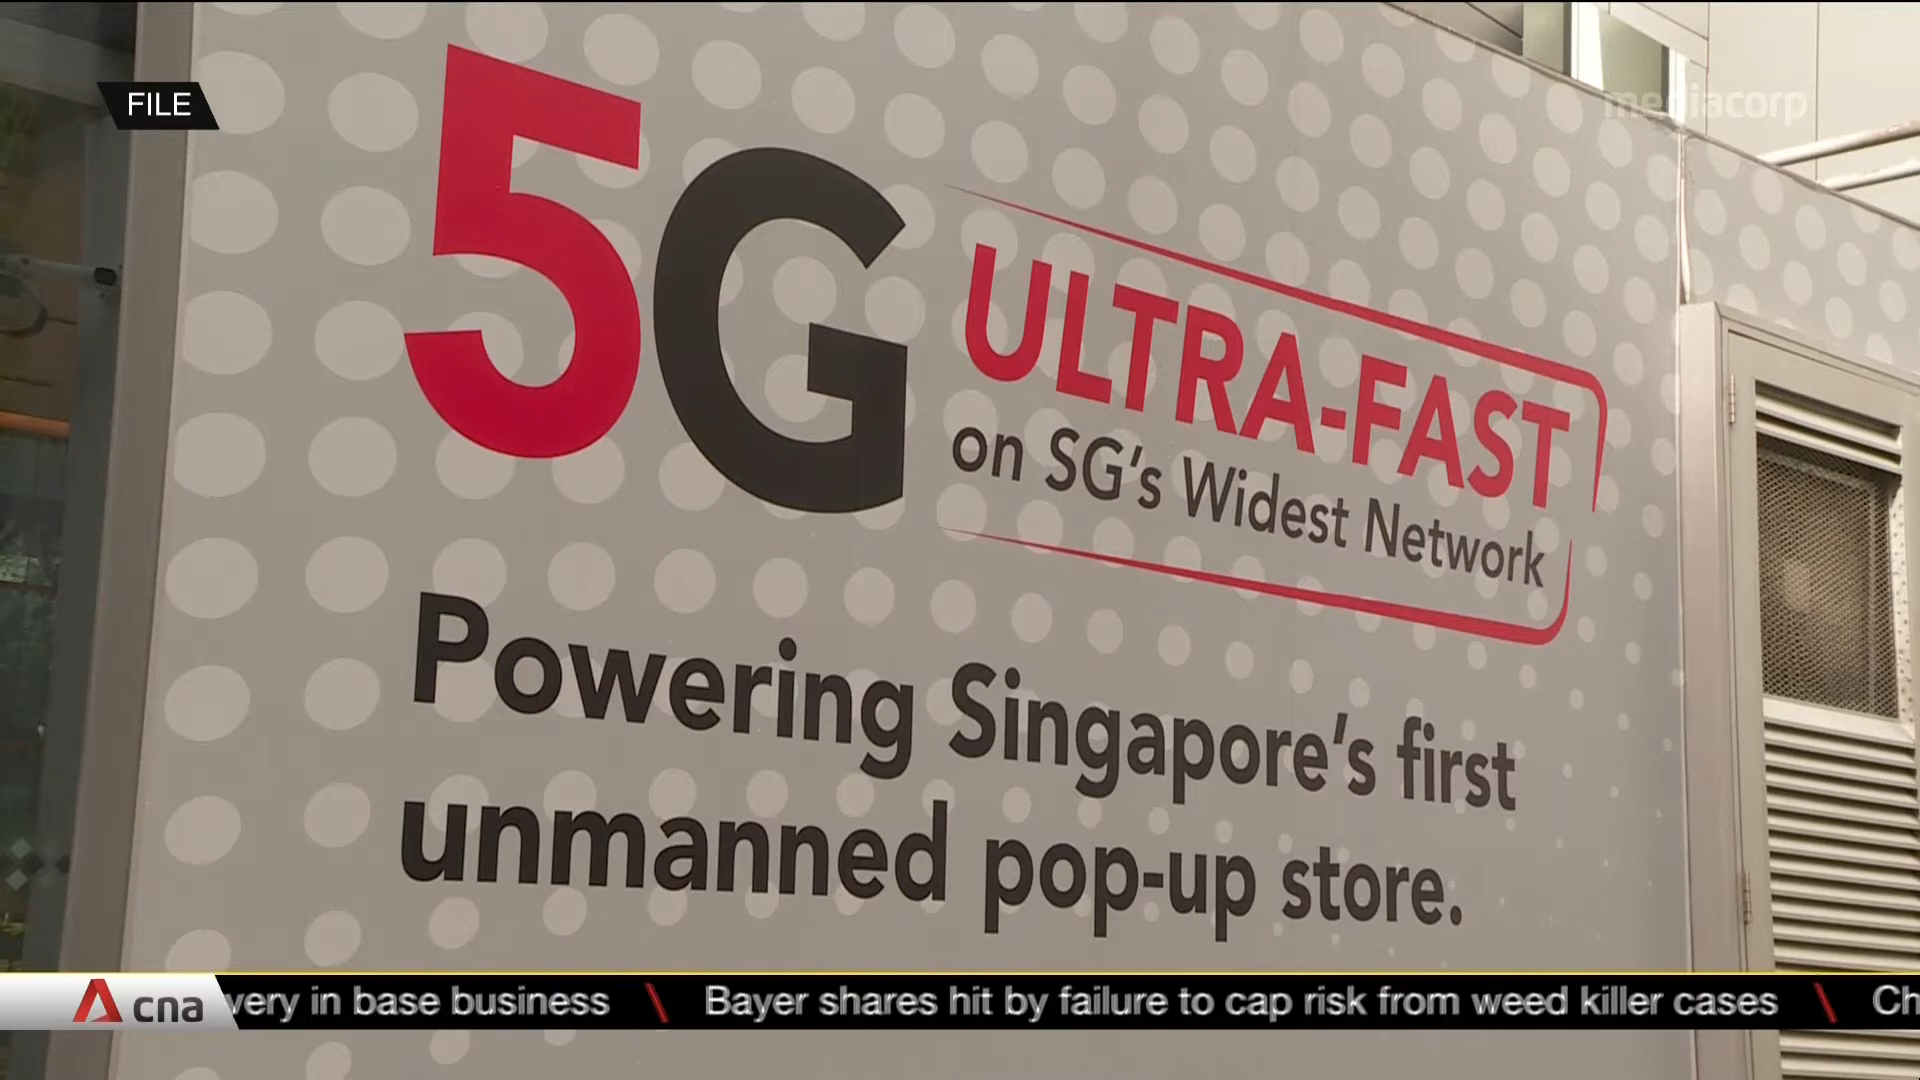 FILE
mediacorp
5G
ULTRA-FAST
on SG's Widest Network
Powering Singapore's first
unmanned pop-up store.
cna
very in base business \ Bayer shares hit by failure to cap risk from weed killer cases \ Ch